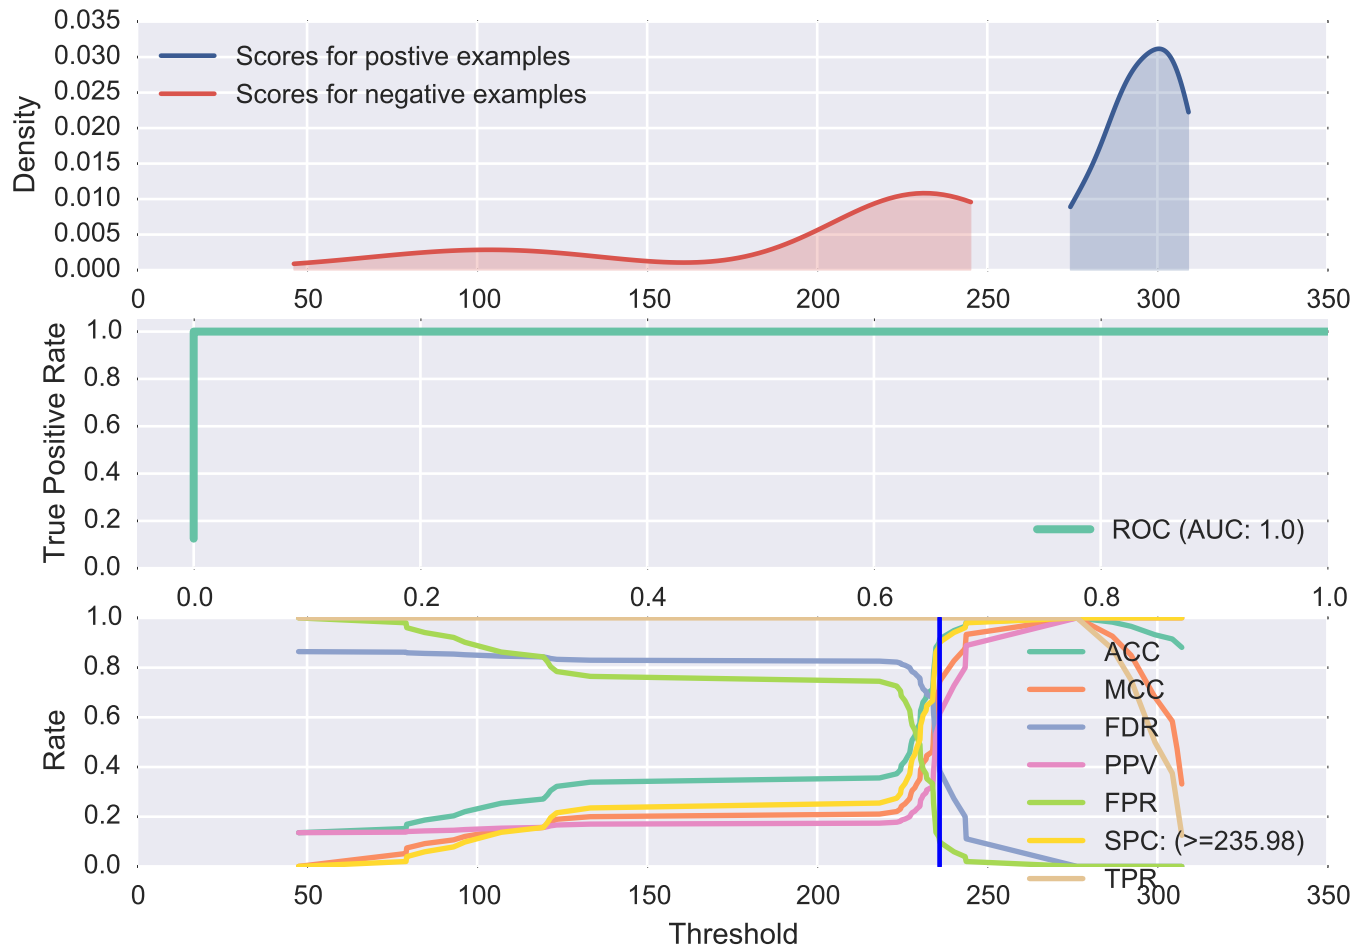 0.035
0.030
0.025
0.020
0.015
0.010
0.005
0.000
Density
Scores for postive examples
Scores for negative examples
0 50 100 150 200 250 300 350
1.0
0.8
0.6
0.4
0.2
0.0
True Positive Rate
ROC (AUC: 1.0)
0.0 0.2 0.4 0.6 0.8 1.0
1.0
0.8
0.6
0.4
0.2
0.0
Rate
ACC
MCC
FDR
PPV
FPR
SPC: (>=235.98)
TPR
0 50 100 150 200 250 300 350
Threshold